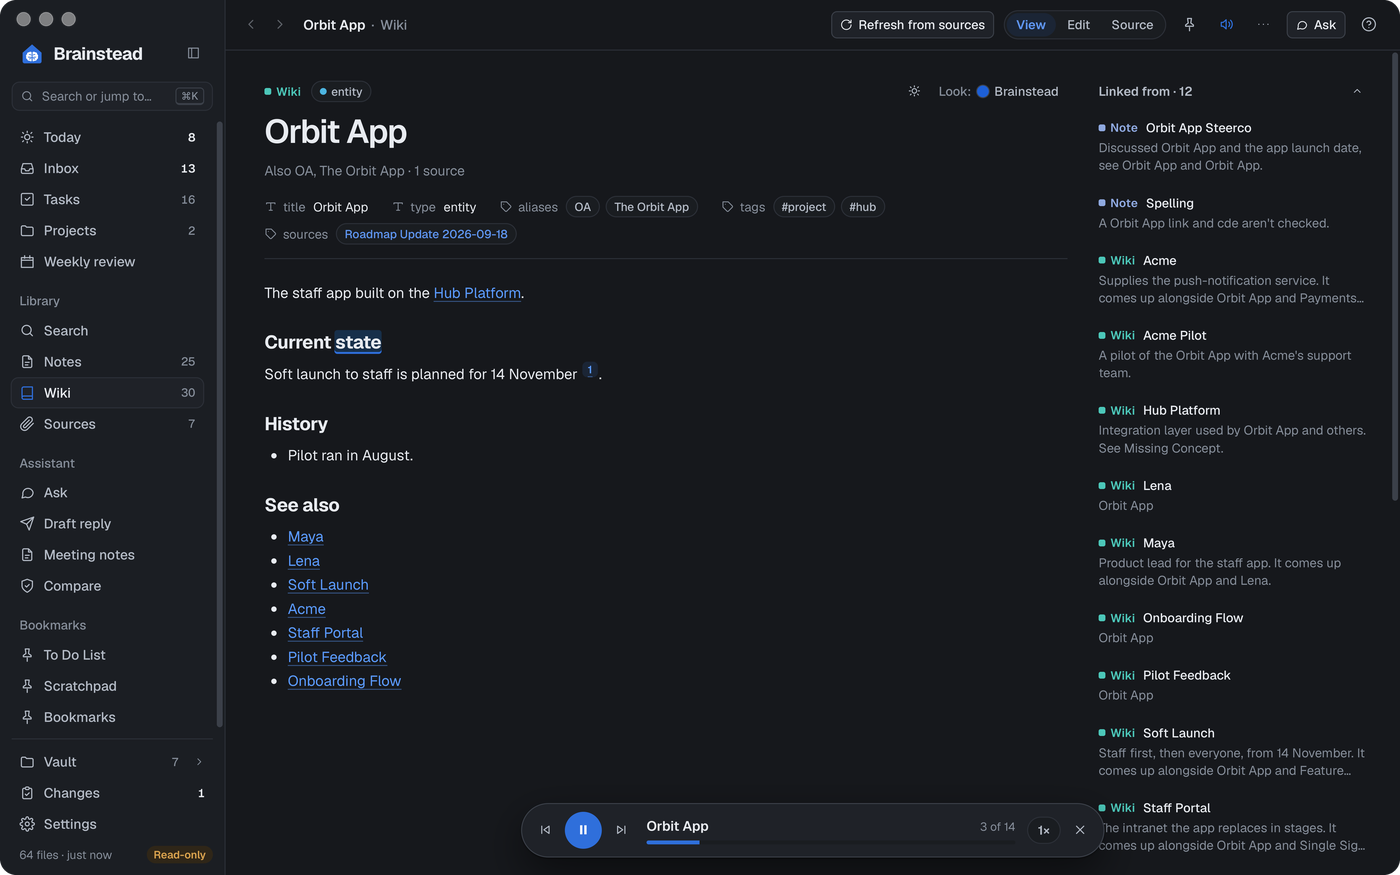 Brainstead
Search or jump to... ⌘K
Today 8
Inbox 13
Tasks 16
Projects 2
Weekly review
Library
Search
Notes 25
Wiki 30
Sources 7
Assistant
Ask
Draft reply
Meeting notes
Compare
Bookmarks
To Do List
Scratchpad
Bookmarks
Vault 7
Changes 1
Settings
64 files · just now Read-only
Orbit App · Wiki
Refresh from sources View Edit Source Ask
Wiki entity
Look: Brainstead
Orbit App
Also OA, The Orbit App · 1 source
title Orbit App type entity aliases OA The Orbit App tags #project #hub
sources Roadmap Update 2026-09-18
The staff app built on the Hub Platform.
Current state
Soft launch to staff is planned for 14 November 1.
History
• Pilot ran in August.
See also
• Maya
• Lena
• Soft Launch
• Acme
• Staff Portal
• Pilot Feedback
• Onboarding Flow
Linked from · 12
Note Orbit App Steerco
Discussed Orbit App and the app launch date,
see Orbit App and Orbit App.
Note Spelling
A Orbit App link and cde aren't checked.
Wiki Acme
Supplies the push-notification service. It
comes up alongside Orbit App and Payments...
Wiki Acme Pilot
A pilot of the Orbit App with Acme's support
team.
Wiki Hub Platform
Integration layer used by Orbit App and others.
See Missing Concept.
Wiki Lena
Orbit App
Wiki Maya
Product lead for the staff app. It comes up
alongside Orbit App and Lena.
Wiki Onboarding Flow
Orbit App
Wiki Pilot Feedback
Orbit App
Wiki Soft Launch
Staff first, then everyone, from 14 November. It
comes up alongside Orbit App and Feature...
Wiki Staff Portal
The intranet the app replaces in stages. It
comes up alongside Orbit App and Single Sig...
Orbit App 3 of 14 1×